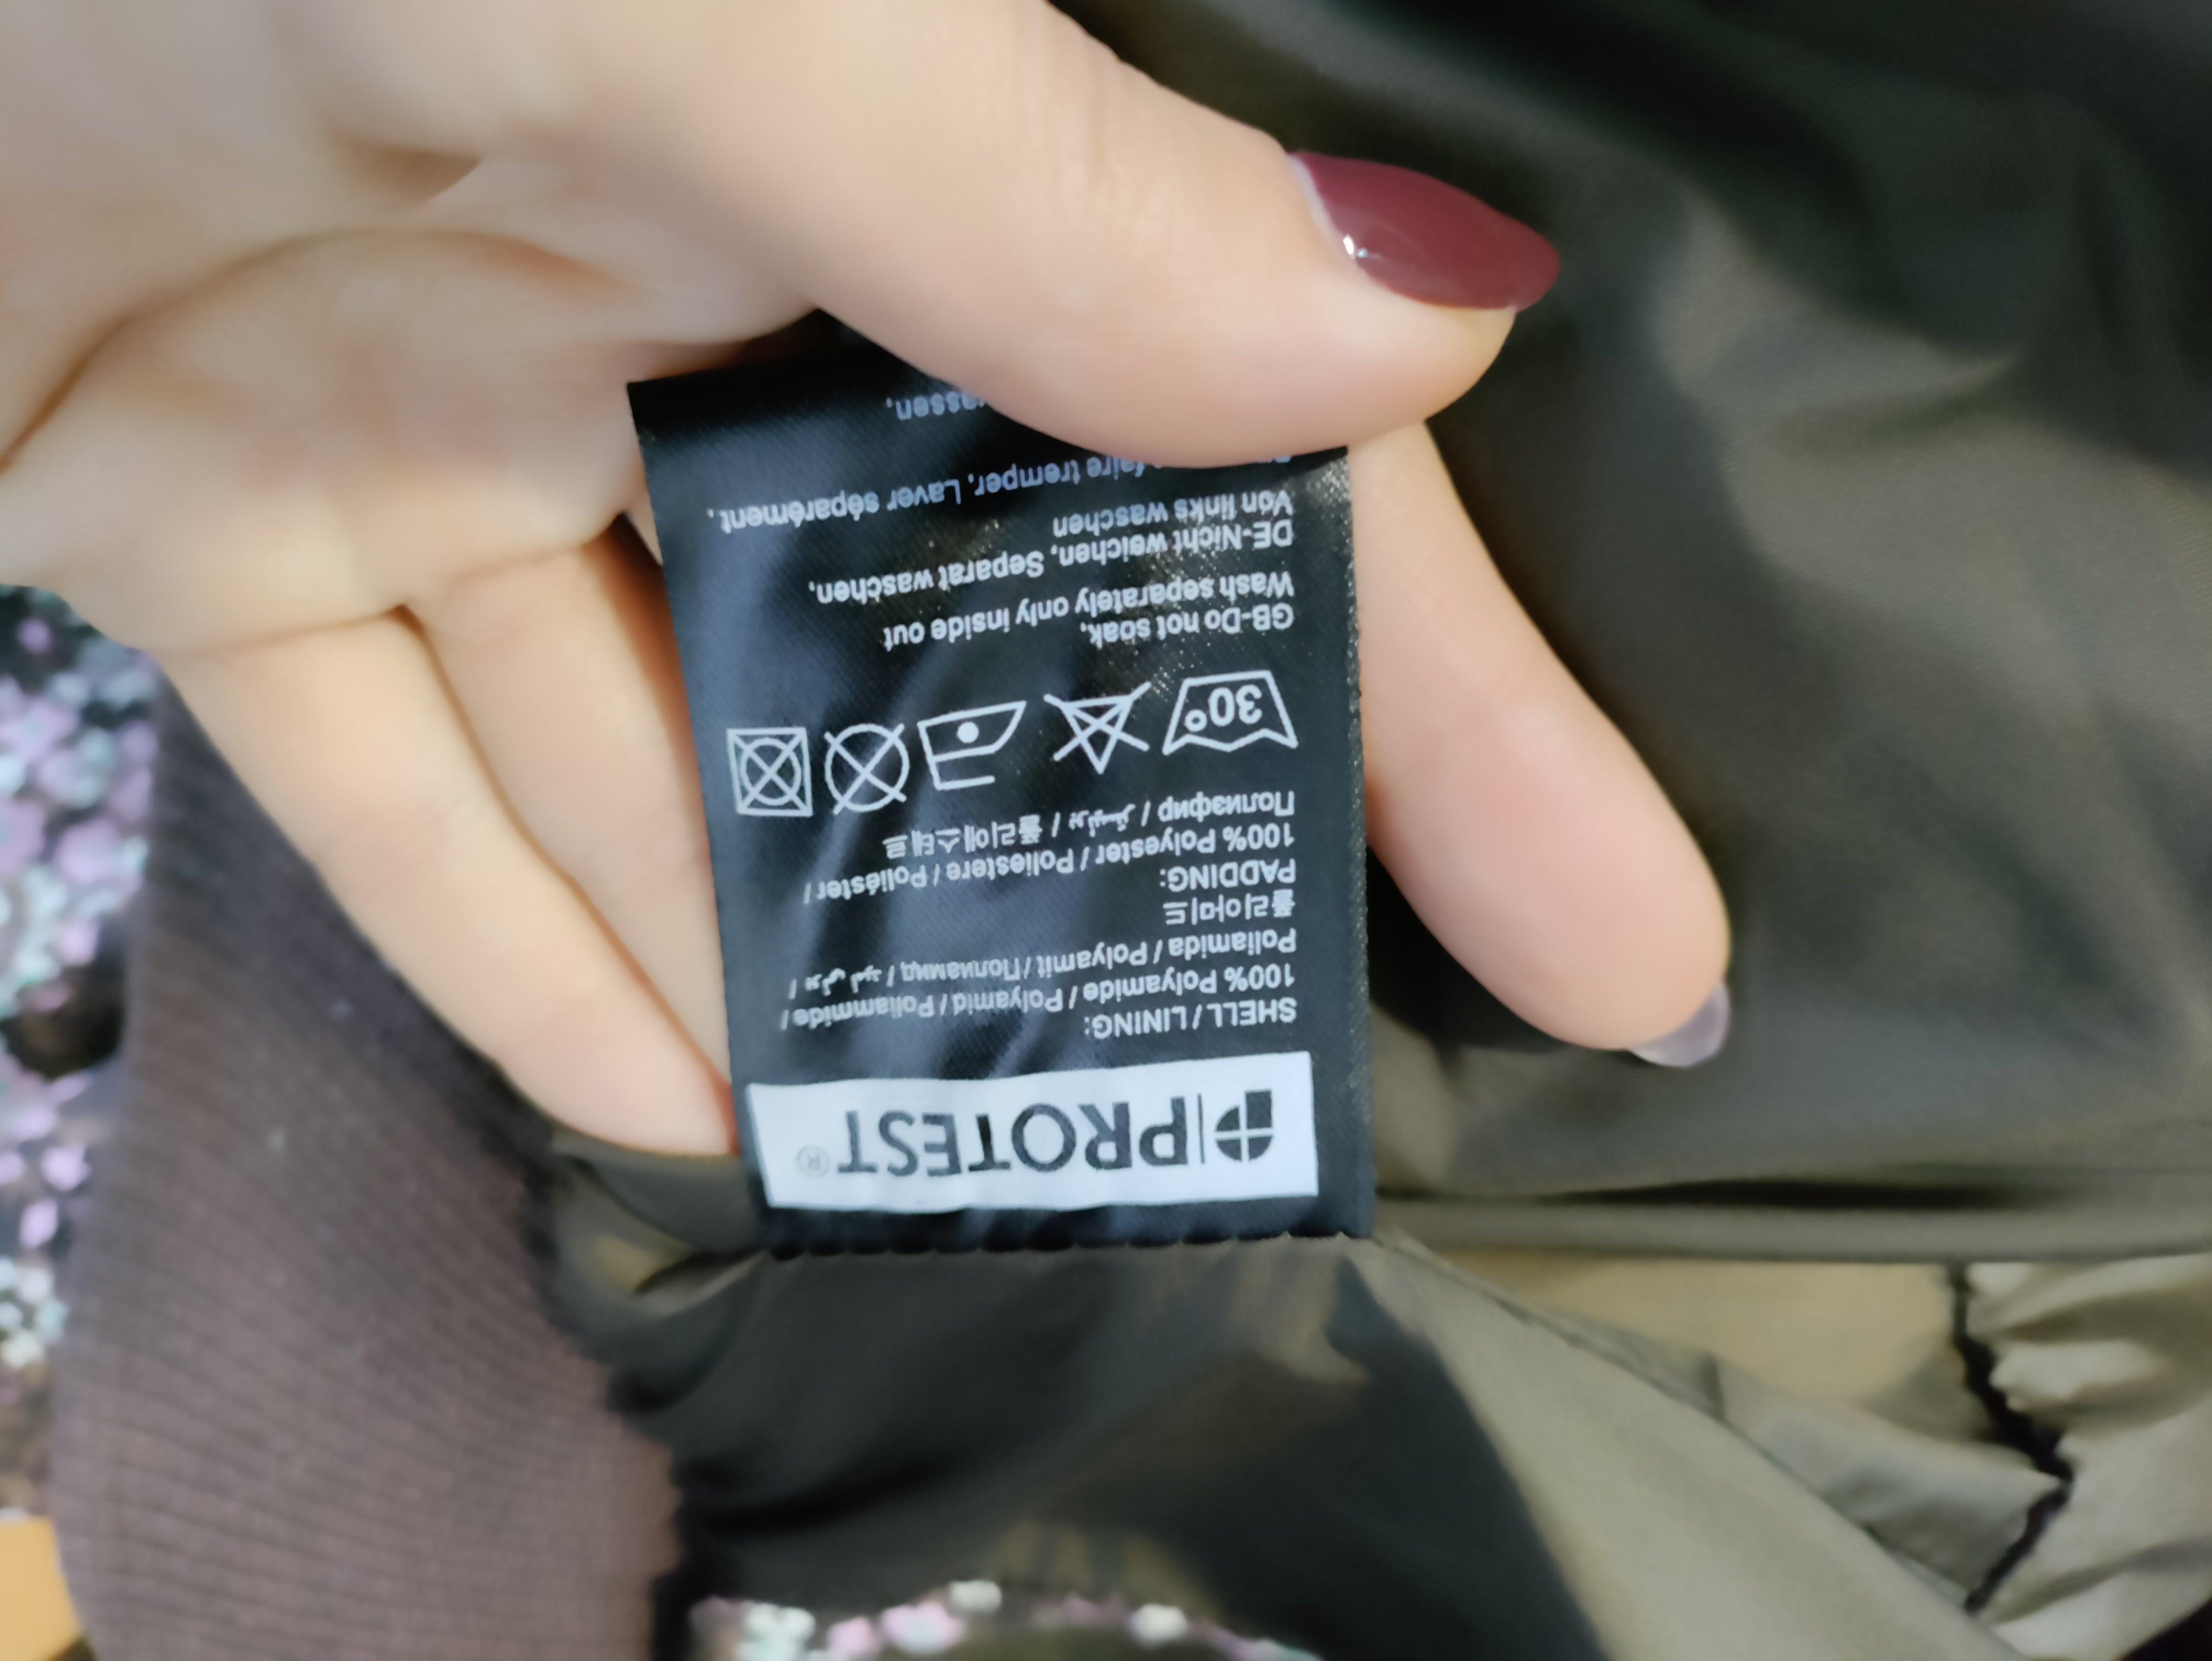 PROTEST®
SHELL / LINING:
100% Polyamide / Polyamid / Poliammide /
Poliamida / Polyamit / Полиамид /
폴리아미드
PADDING:
100% Polyester / Poliestere / Poliéster /
Полиэфир / 폴리에스테르
30°
GB-Do not soak,
Wash separately only inside out
DE-Nicht weichen, Separat waschen,
Von links waschen
faire tremper, Laver séparément,